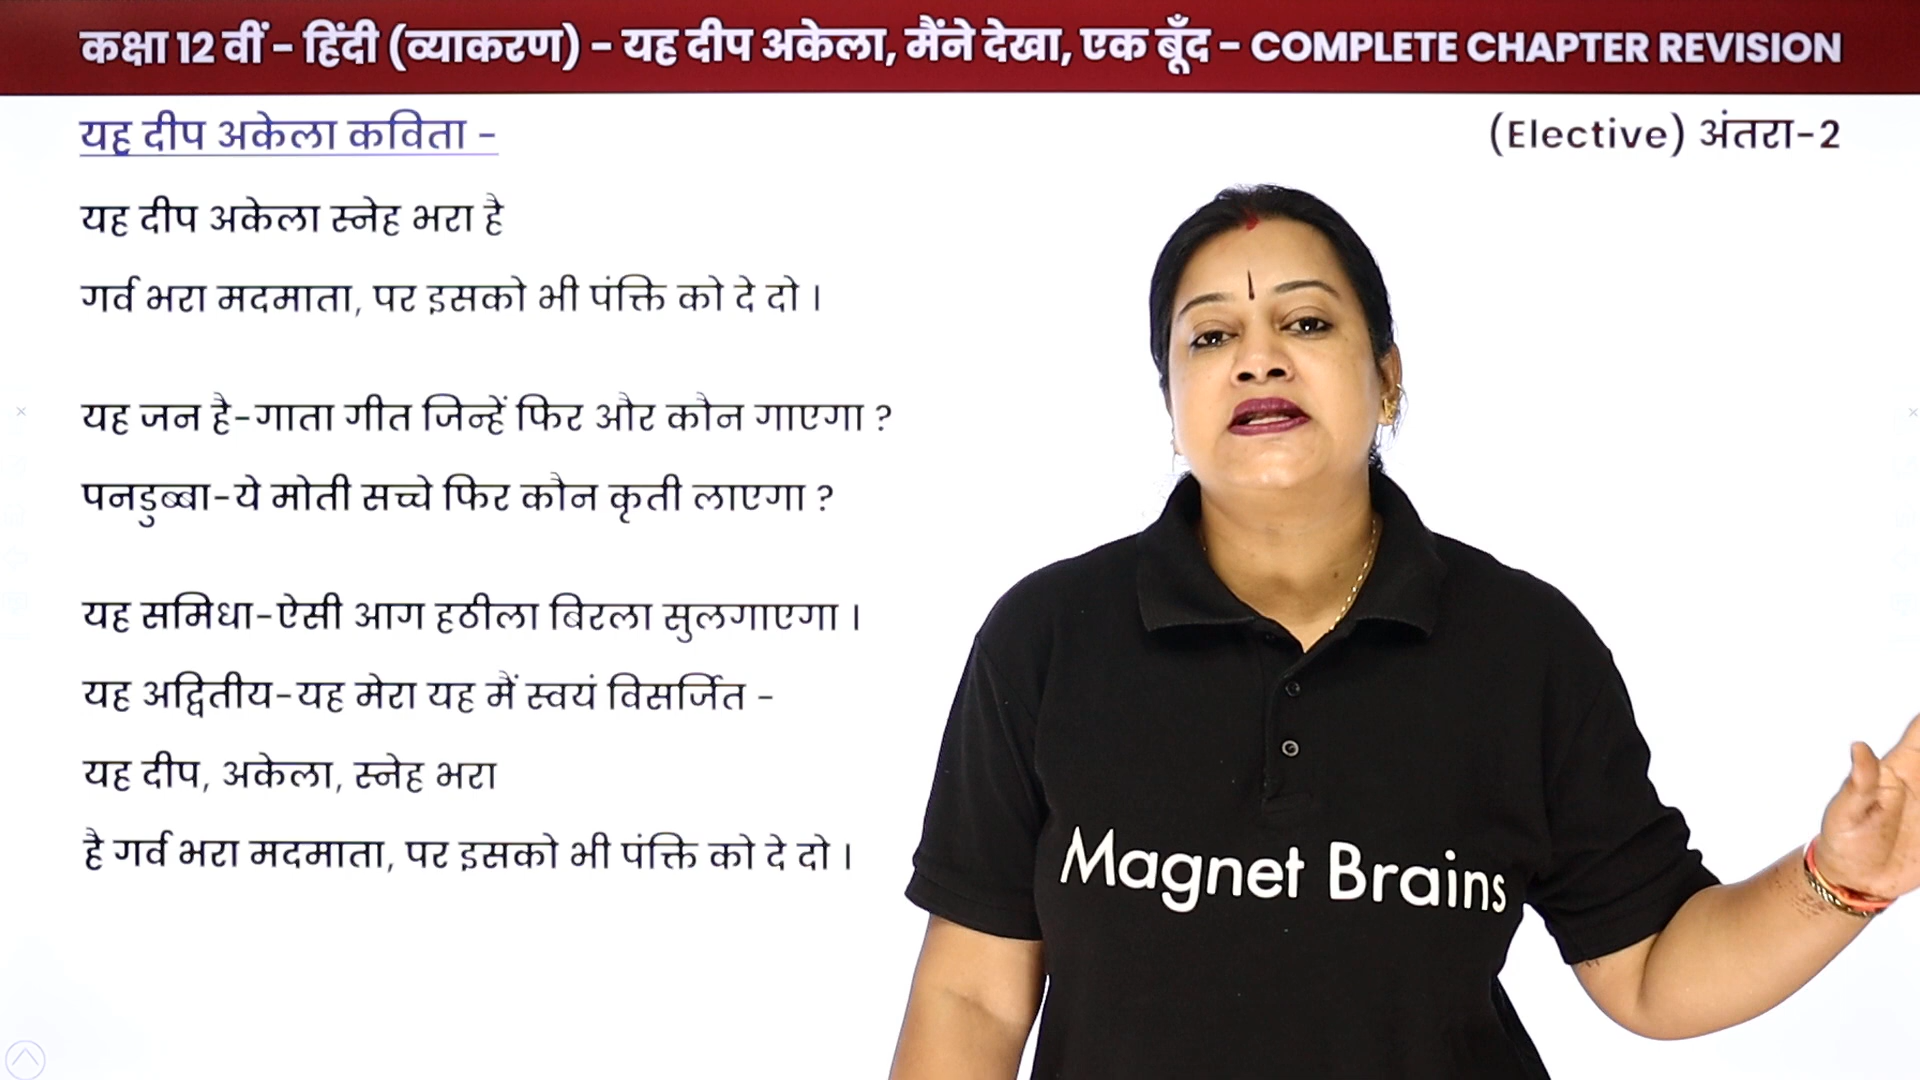 कक्षा 12 वीं - हिंदी (व्याकरण) - यह दीप अकेला, मैंने देखा, एक बूँद - COMPLETE CHAPTER REVISION
यह दीप अकेला कविता -
(Elective) अंतरा-2
यह दीप अकेला स्नेह भरा है
गर्व भरा मदमाता, पर इसको भी पंक्ति को दे दो ।
यह जन है-गाता गीत जिन्हें फिर और कौन गाएगा ?
पनडुब्बा-ये मोती सच्चे फिर कौन कृती लाएगा ?
यह समिधा-ऐसी आग हठीला बिरला सुलगाएगा ।
यह अद्वितीय-यह मेरा यह मैं स्वयं विसर्जित -
यह दीप, अकेला, स्नेह भरा
है गर्व भरा मदमाता, पर इसको भी पंक्ति को दे दो ।
Magnet Brains